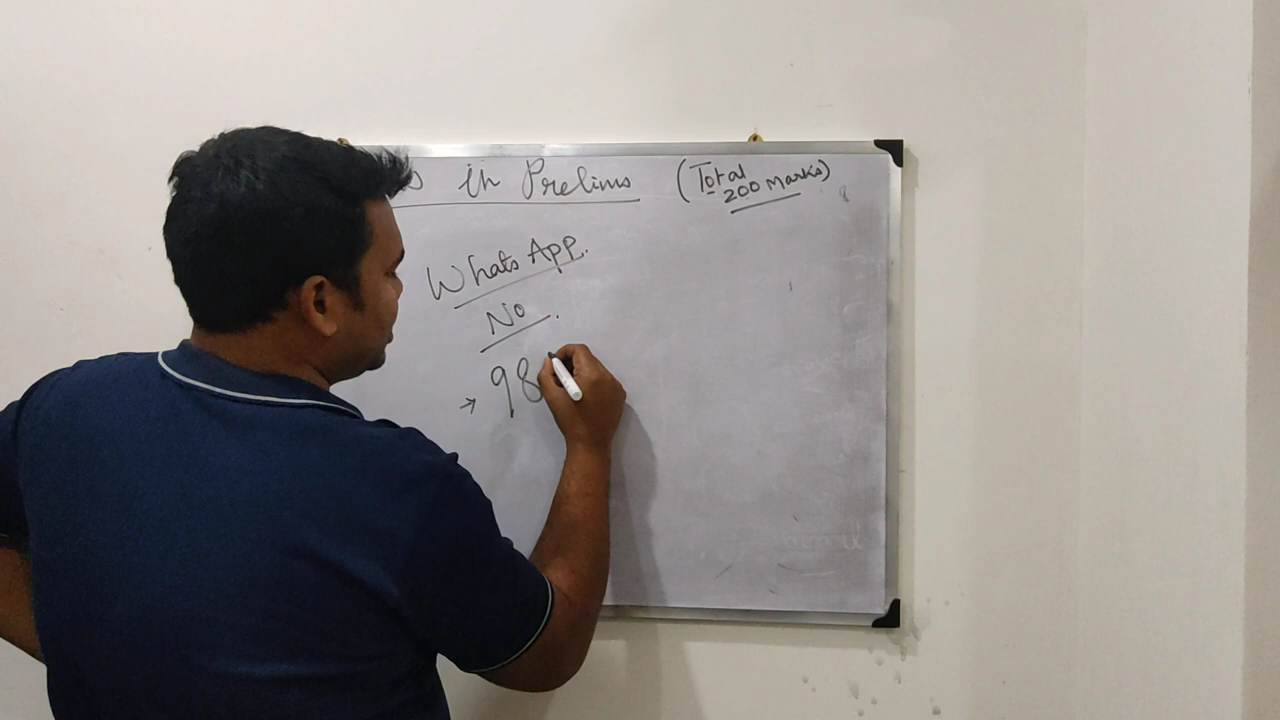 in Prelims (Total
200 Marks)
Whats App.
No.
→ 98